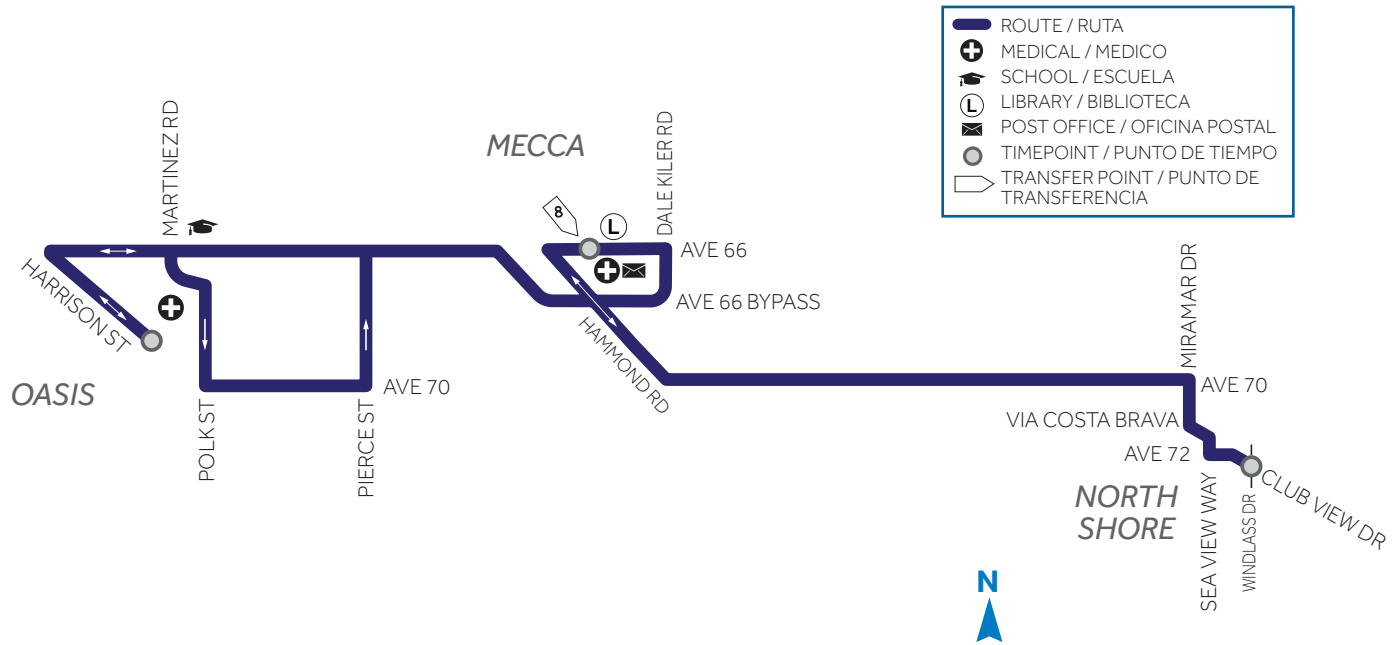 ROUTE / RUTA
MEDICAL / MEDICO
SCHOOL / ESCUELA
L
LIBRARY / BIBLIOTECA
POST OFFICE / OFICINA POSTAL
TIMEPOINT / PUNTO DE TIEMPO
TRANSFER POINT / PUNTO DE
TRANSFERENCIA
MARTINEZ RD
MECCA
DALE KILER RD
8
L
AVE 66
AVE 66 BYPASS
HARRISON ST
HAMMOND RD
MIRAMAR DR
OASIS
POLK ST
PIERCE ST
AVE 70
AVE 70
VIA COSTA BRAVA
AVE 72
NORTH
SHORE
SEA VIEW WAY
WINDLASS DR
CLUB VIEW DR
N